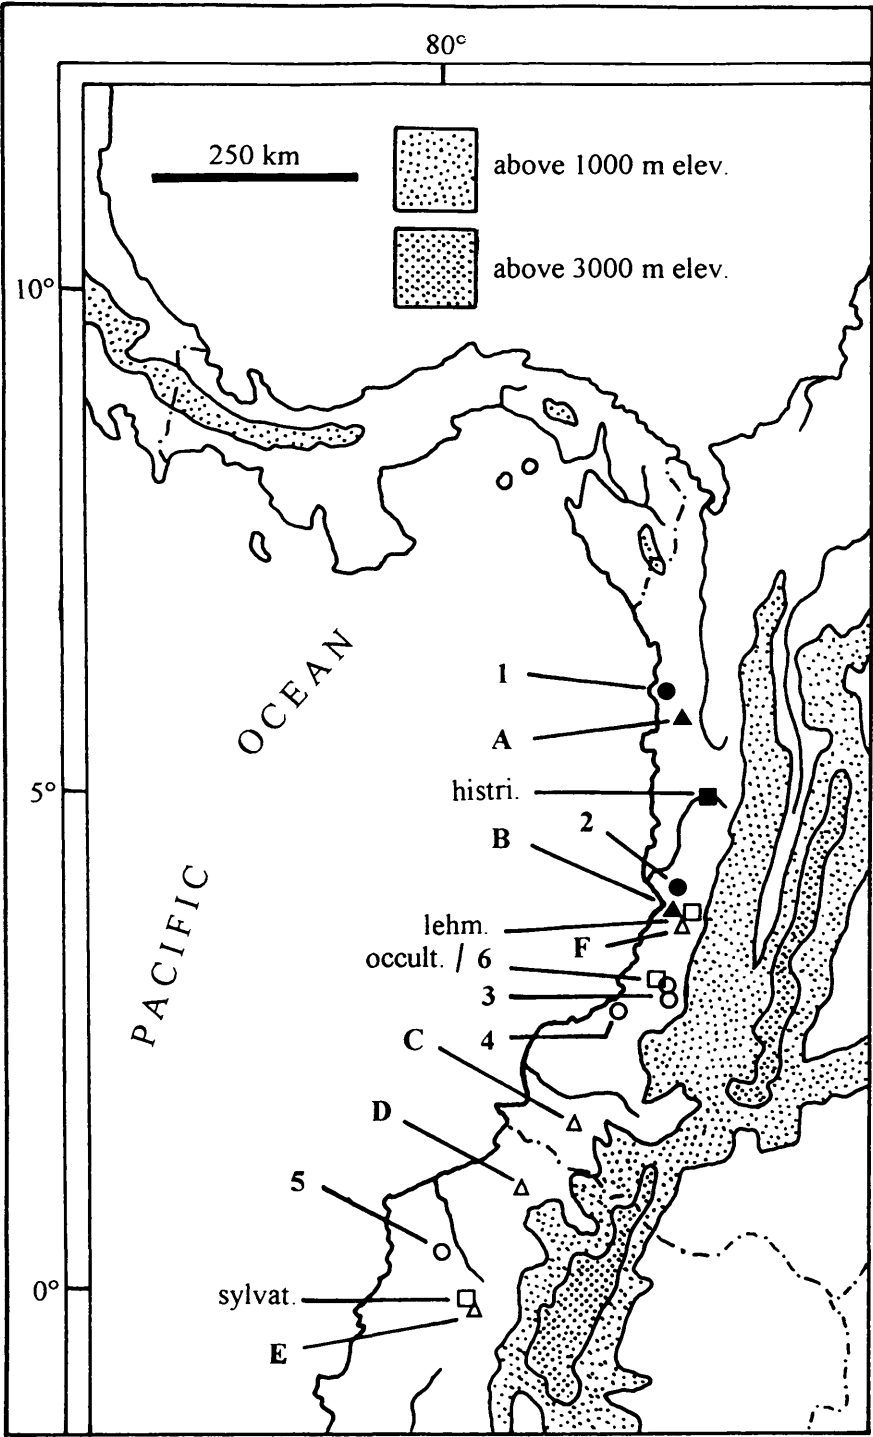 80°
250 km
above 1000 m elev.
above 3000 m elev.
10°
OCEAN
1
A
5°
histri.
2
B
PACIFIC
lehm.
F
occult. / 6
3
C
4
D
5
0°
sylvat.
E